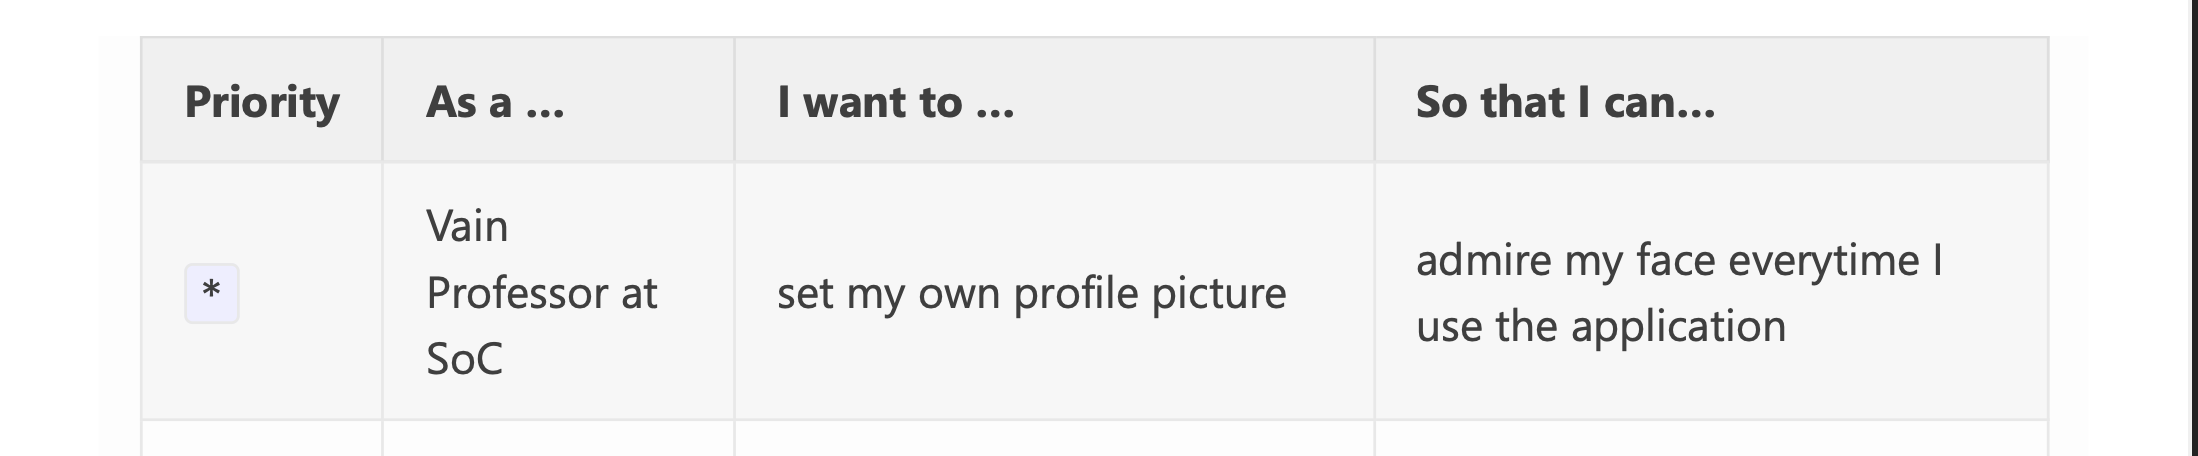 Priority
As a ...
I want to ...
So that I can...
*
Vain
Professor at
SoC
set my own profile picture
admire my face everytime I
use the application